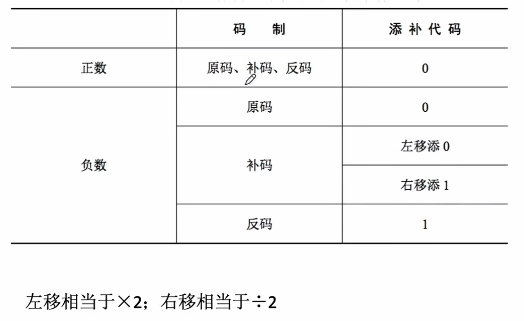 码 制 添 补 代 码
正数 原码、补码、反码 0
负数 原码 0
补码 左移添 0
右移添 1
反码 1
左移相当于×2；右移相当于÷2